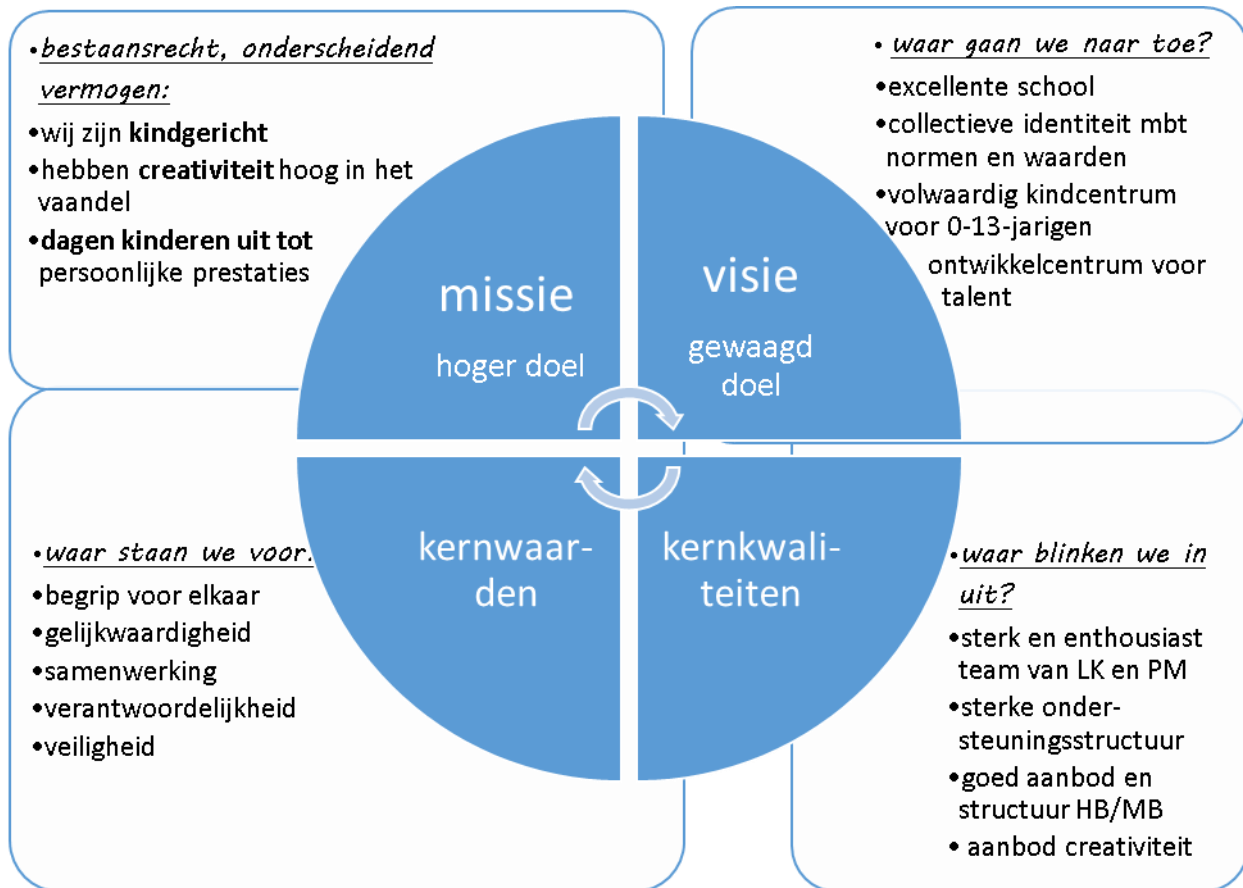 •bestaansrecht, onderscheidend
vermogen:
•wij zijn kindgericht
•hebben creativiteit hoog in het
vaandel
•dagen kinderen uit tot
persoonlijke prestaties
• waar gaan we naar toe?
•excellente school
•collectieve identiteit mbt
normen en waarden
•volwaardig kindcentrum
voor 0-13-jarigen
ontwikkelcentrum voor
talent
missie
hoger doel
visie
gewaagd
doel
kernwaar-
den
kernkwali-
teiten
•waar staan we voor:
•begrip voor elkaar
•gelijkwaardigheid
•samenwerking
•verantwoordelijkheid
•veiligheid
•waar blinken we in
uit?
•sterk en enthousiast
team van LK en PM
•sterke onder-
steuningsstructuur
•goed aanbod en
structuur HB/MB
• aanbod creativiteit